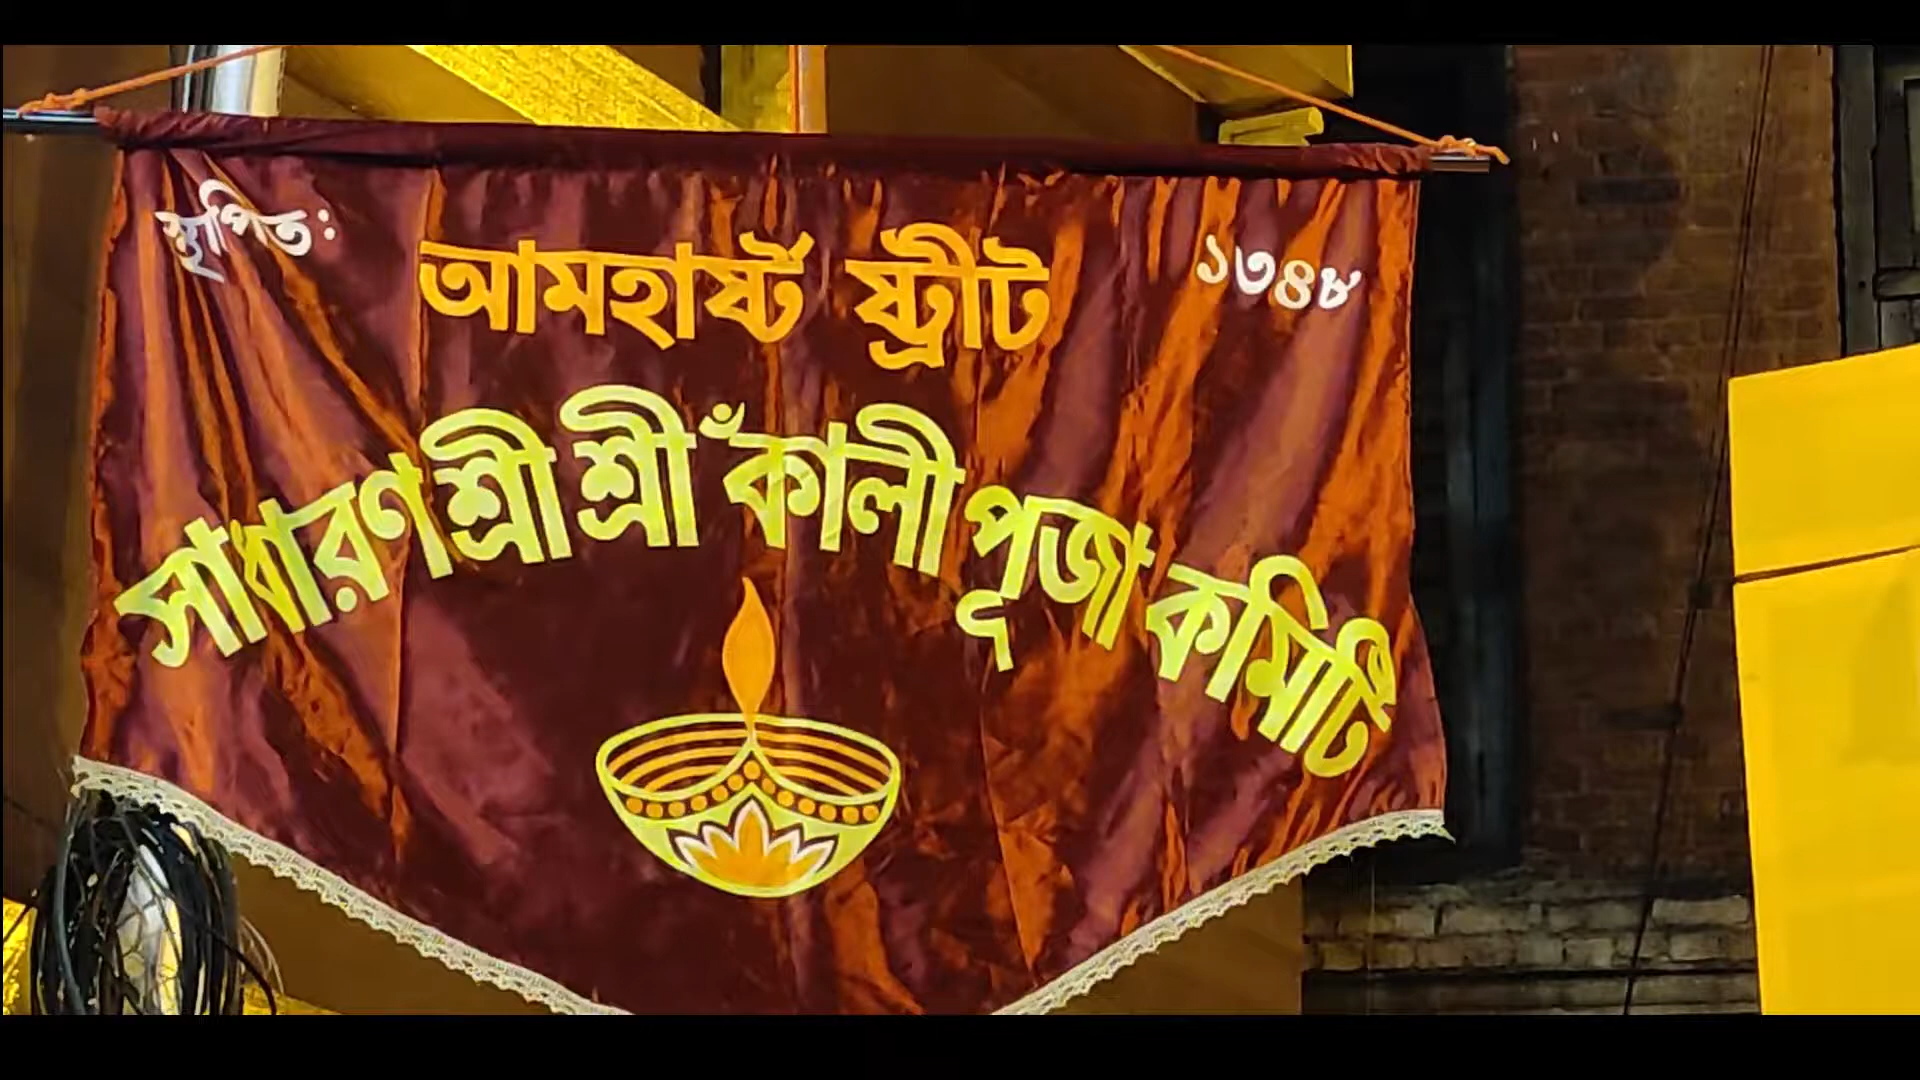 স্থাপিত:
১৩৪৮
আমহার্ষ্ট ষ্ট্রীট
সাধারণ শ্রী শ্রী ঁকালী পূজা কমিটি